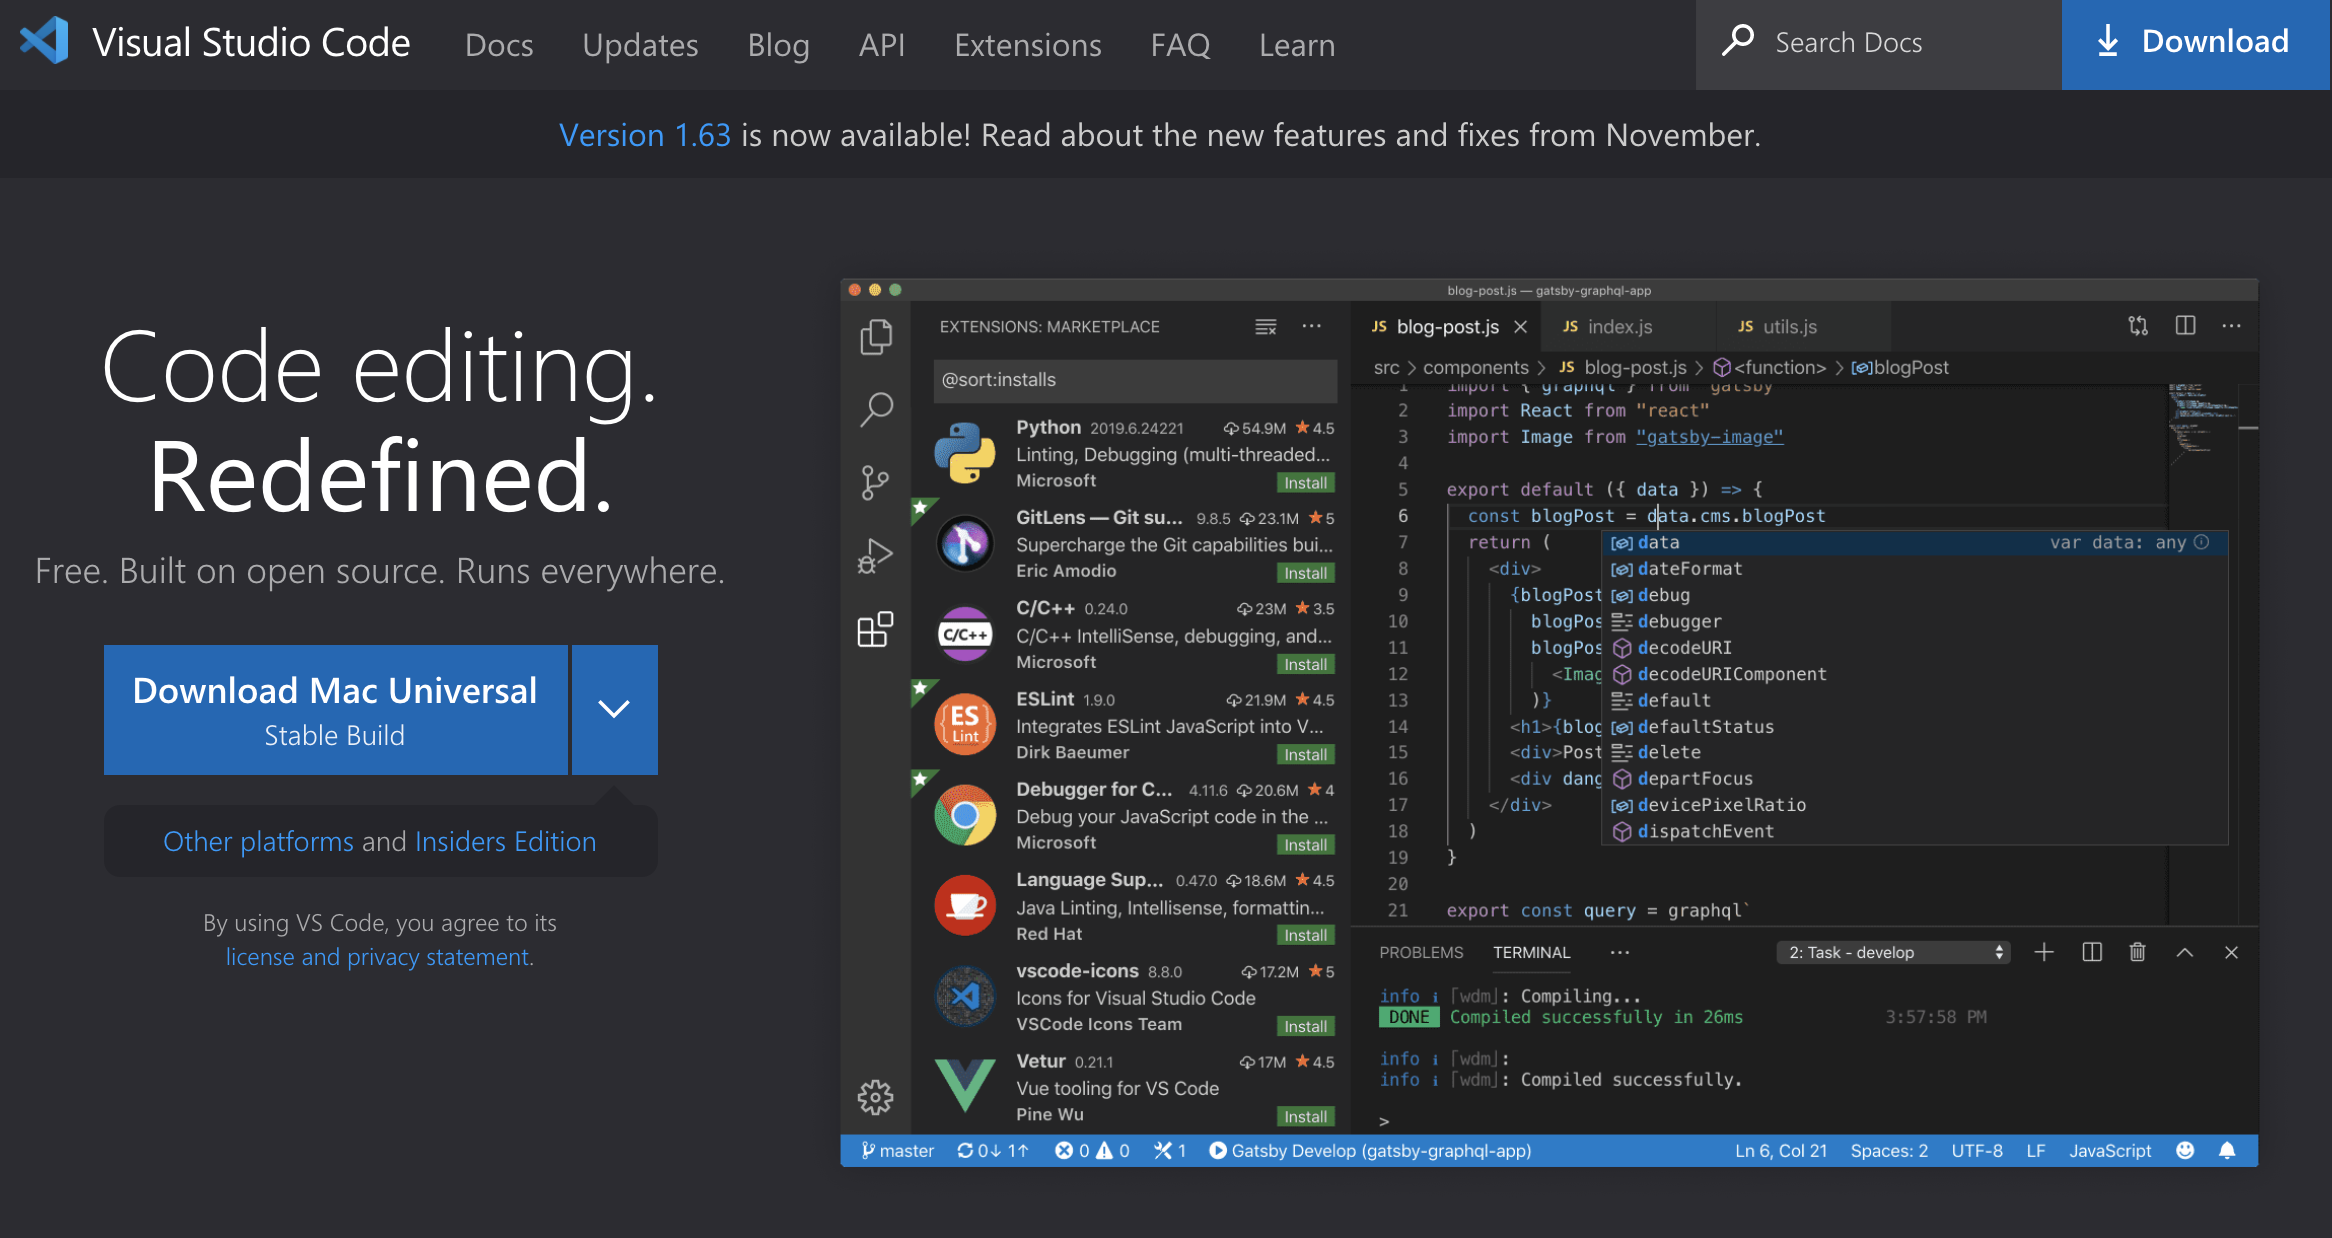 Visual Studio Code Docs Updates Blog API Extensions FAQ Learn Search Docs Download
Version 1.63 is now available! Read about the new features and fixes from November.
Code editing.
Redefined.
Free. Built on open source. Runs everywhere.
Download Mac Universal
Stable Build
Other platforms and Insiders Edition
By using VS Code, you agree to its
license and privacy statement.
blog-post.js — gatsby-graphql-app
EXTENSIONS: MARKETPLACE
@sort:installs
Python 2019.6.24221 54.9M 4.5
Linting, Debugging (multi-threaded...
Microsoft Install
GitLens — Git su... 9.8.5 23.1M 5
Supercharge the Git capabilities bui...
Eric Amodio Install
C/C++
C/C++ 0.24.0 23M 3.5
C/C++ IntelliSense, debugging, and...
Microsoft Install
ES
Lint
ESLint 1.9.0 21.9M 4.5
Integrates ESLint JavaScript into V...
Dirk Baeumer Install
Debugger for C... 4.11.6 20.6M 4
Debug your JavaScript code in the ...
Microsoft Install
Language Sup... 0.47.0 18.6M 4.5
Java Linting, Intellisense, formattin...
Red Hat Install
vscode-icons 8.8.0 17.2M 5
Icons for Visual Studio Code
VSCode Icons Team Install
Vetur 0.21.1 17M 4.5
Vue tooling for VS Code
Pine Wu Install
JS blog-post.js JS index.js JS utils.js
src > components > JS blog-post.js > <function> > blogPost
1 import { graphql } from "gatsby"
2 import React from "react"
3 import Image from "gatsby-image"
4
5 export default ({ data }) => {
6 const blogPost = data.cms.blogPost
7 return (
8 <div>
9 {blogPost
10 blogPos
11 blogPos
12 <Imag
13 )}
14 <h1>{blog
15 <div>Post
16 <div dang
17 </div>
18 )
19 }
20
21 export const query = graphql`
data var data: any
dateFormat
debug
debugger
decodeURI
decodeURIComponent
default
defaultStatus
delete
departFocus
devicePixelRatio
dispatchEvent
PROBLEMS TERMINAL ... 2: Task - develop
info i ｢wdm｣: Compiling...
DONE Compiled successfully in 26ms 3:57:58 PM
info i ｢wdm｣:
info i ｢wdm｣: Compiled successfully.
>
master 0↓ 1↑ 0 0 1 Gatsby Develop (gatsby-graphql-app) Ln 6, Col 21 Spaces: 2 UTF-8 LF JavaScript